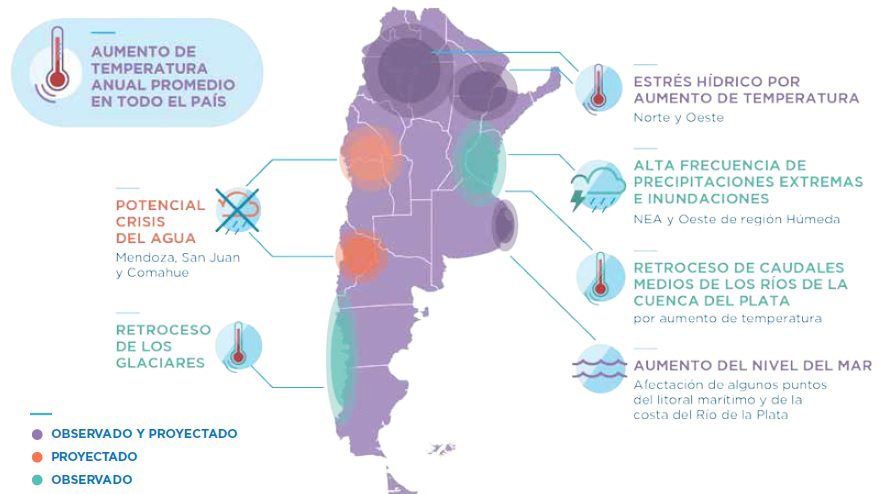 AUMENTO DE
TEMPERATURA
ANUAL PROMEDIO
EN TODO EL PAÍS
ESTRÉS HÍDRICO POR
AUMENTO DE TEMPERATURA
Norte y Oeste
ALTA FRECUENCIA DE
PRECIPITACIONES EXTREMAS
E INUNDACIONES
NEA y Oeste de región Húmeda
RETROCESO DE CAUDALES
MEDIOS DE LOS RÍOS DE LA
CUENCA DEL PLATA
por aumento de temperatura
AUMENTO DEL NIVEL DEL MAR
Afectación de algunos puntos
del litoral marítimo y de la
costa del Río de la Plata
POTENCIAL
CRISIS
DEL AGUA
Mendoza, San Juan
y Comahue
RETROCESO
DE LOS
GLACIARES
OBSERVADO Y PROYECTADO
PROYECTADO
OBSERVADO